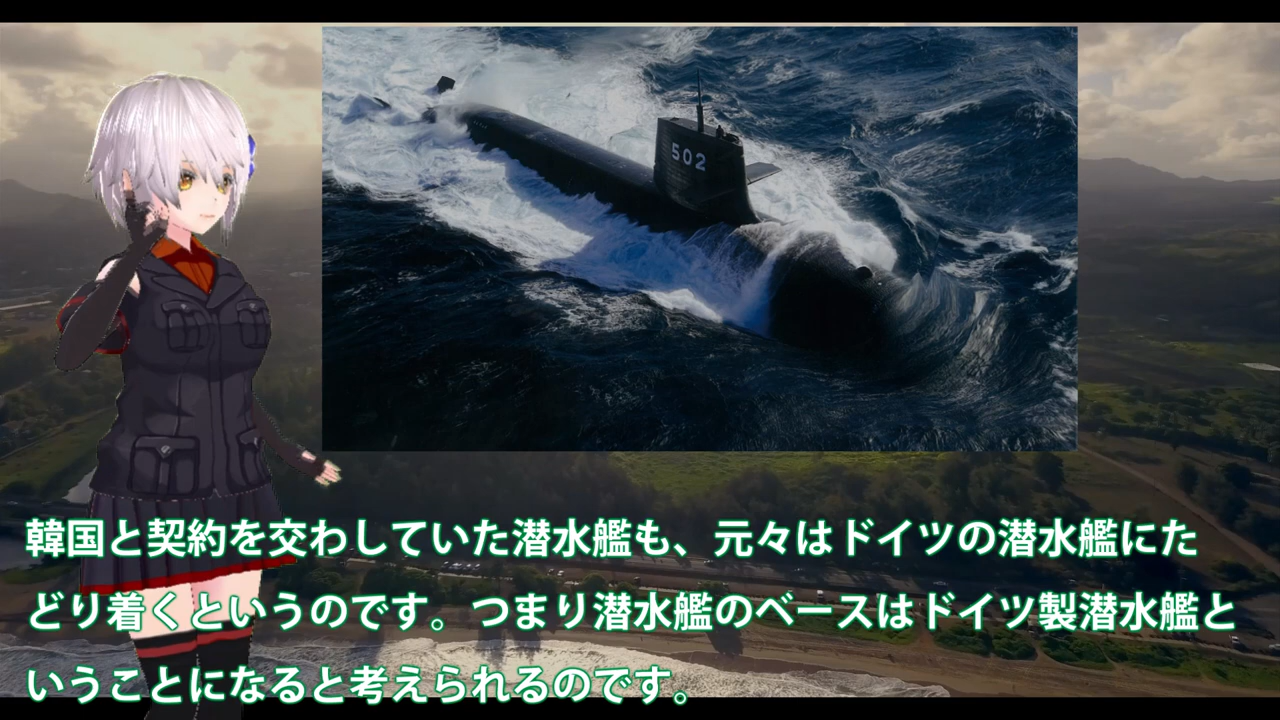 502
韓国と契約を交わしていた潜水艦も、元々はドイツの潜水艦にた
どり着くというのです。つまり潜水艦のベースはドイツ製潜水艦と
いうことになると考えられるのです。